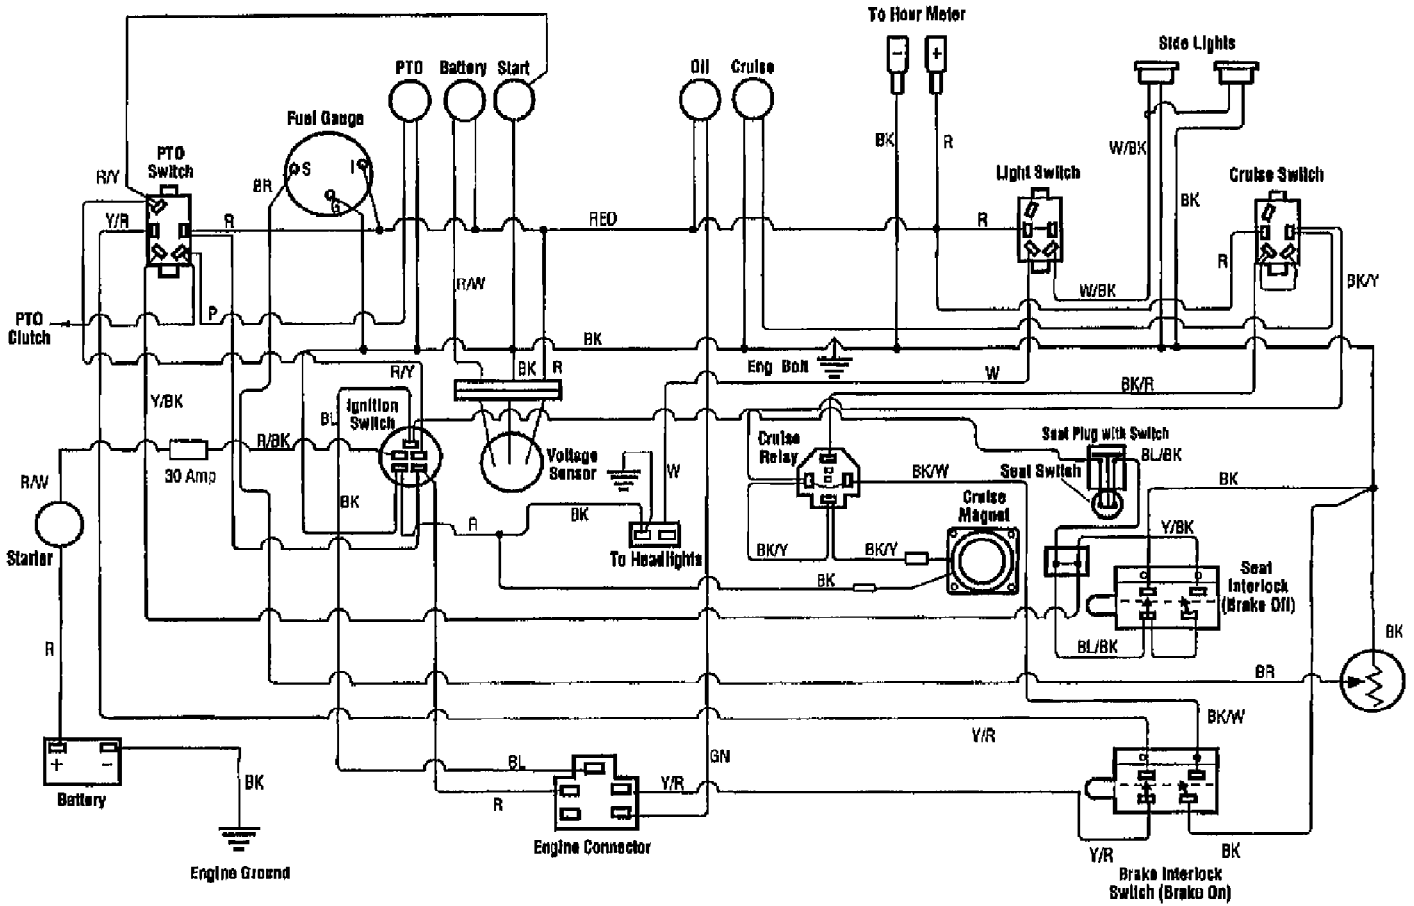 To Hour Meter
Side Lights
PTO
Battery
Start
Oil
Cruise
− +
Fuel Gauge
S
I
G
PTO
Switch
R/Y
BR
BK
R
W/BK
Light Switch
Cruise Switch
BK
Y/R
R
RED
R
R
BK/Y
R/W
W/BK
P
PTO
Clutch
BK
Eng Bolt
R/Y
BK
R
W
BK/R
Y/BK
BL
Ignition
Switch
R/BK
30 Amp
R/W
Voltage
Sensor
Cruise
Relay
Seat Plug with Switch
BL/BK
Seat Switch
W
BK/W
BK
Cruise
Magnet
BK
R
BK
Y/BK
Starter
To Headlights
BK/Y
BK/Y
BK
Seat
Interlock
(Brake Off)
R
BL/BK
BK
BR
BK/W
Y/R
+ −
Battery
BK
BL
GN
Y/R
R
Engine Connector
Engine Ground
Y/R
BK
Brake Interlock
Switch (Brake On)